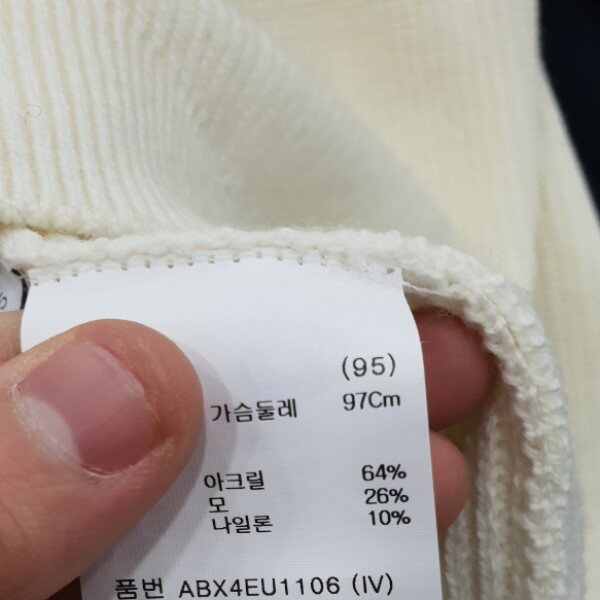 (95)
가슴둘레 97Cm
아크릴 64%
모 26%
나일론 10%
품번 ABX4EU1106 (IV)